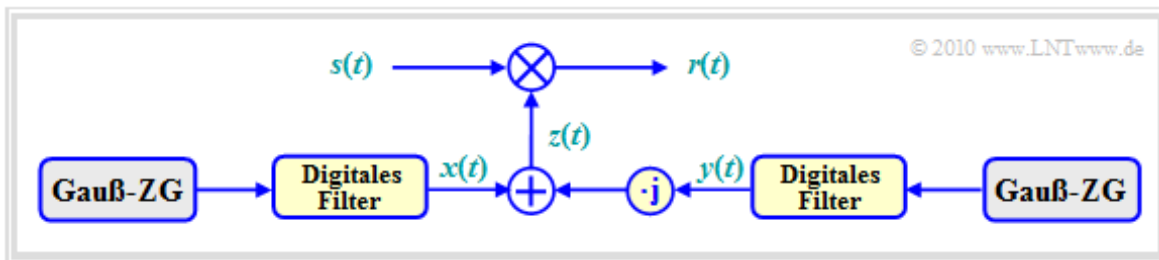 s(t) r(t) © 2010 www.LNTwww.de
z(t)
Gauß-ZG Digitales Filter x(t) + ·j y(t) Digitales Filter Gauß-ZG